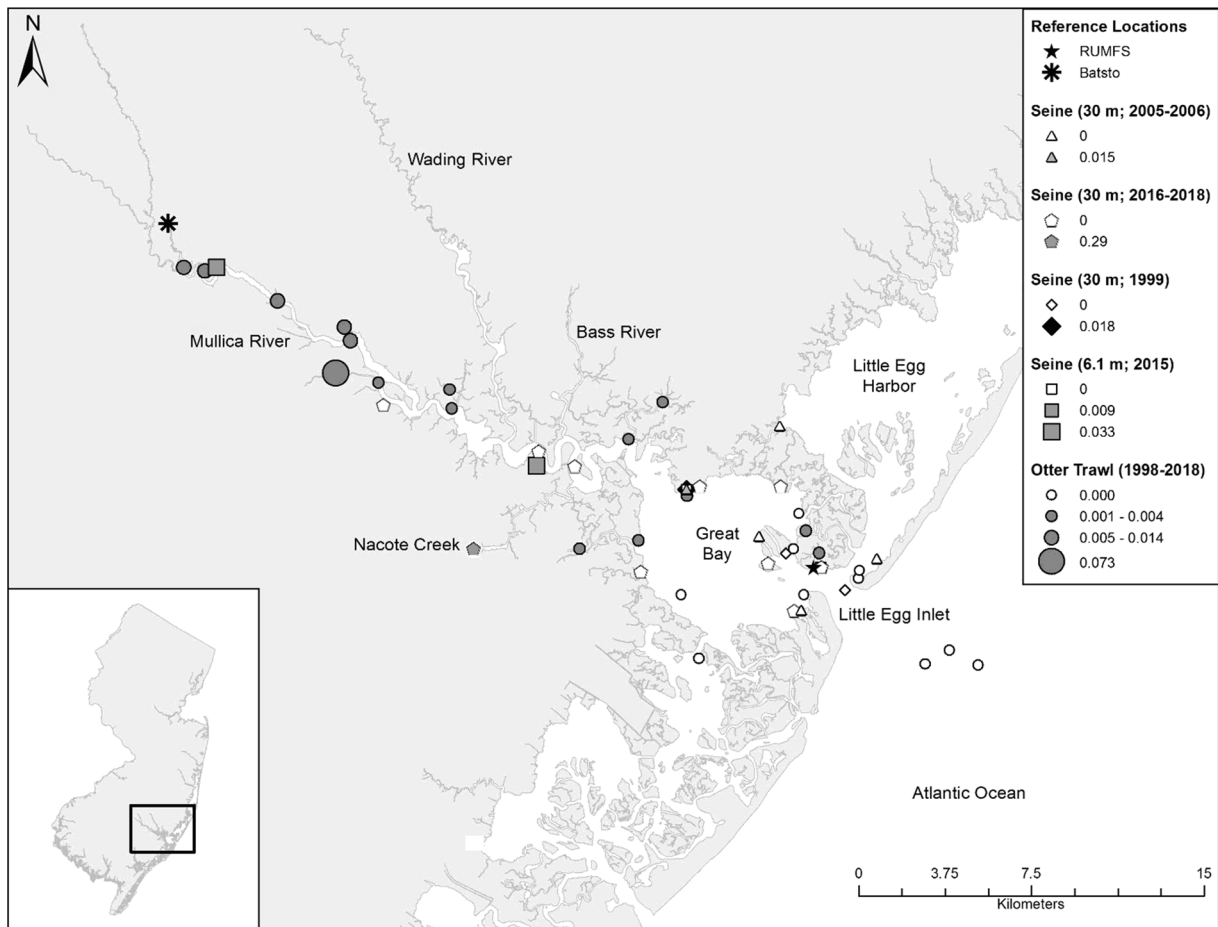 N
Wading River
Mullica River
Bass River
Little Egg
Harbor
Great
Bay
Nacote Creek
Little Egg Inlet
Atlantic Ocean
0 3.75 7.5 15
Kilometers
Reference Locations
RUMFS
Batsto
Seine (30 m; 2005-2006)
0
0.015
Seine (30 m; 2016-2018)
0
0.29
Seine (30 m; 1999)
0
0.018
Seine (6.1 m; 2015)
0
0.009
0.033
Otter Trawl (1998-2018)
0.000
0.001 - 0.004
0.005 - 0.014
0.073